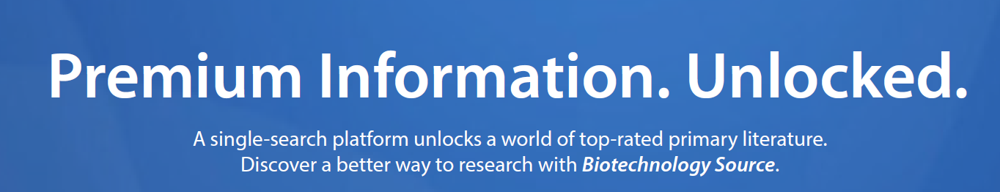 Premium Information. Unlocked.
A single-search platform unlocks a world of top-rated primary literature.
Discover a better way to research with Biotechnology Source.